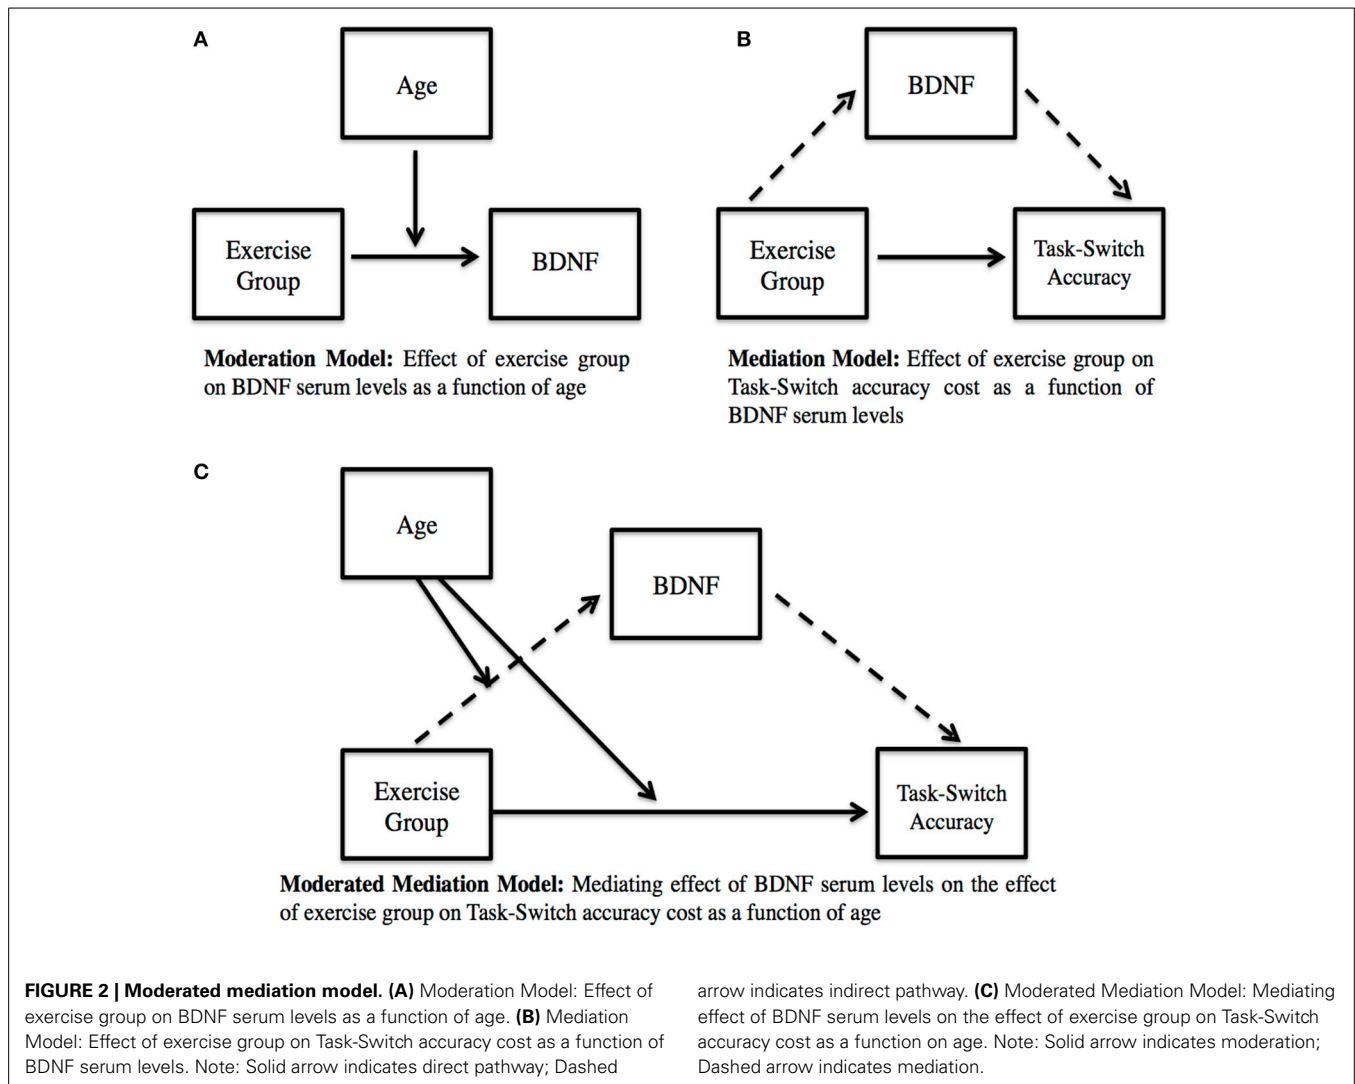 A
Age
Exercise
Group
BDNF
Moderation Model: Effect of exercise group
on BDNF serum levels as a function of age
B
BDNF
Exercise
Group
Task-Switch
Accuracy
Mediation Model: Effect of exercise group on
Task-Switch accuracy cost as a function of
BDNF serum levels
C
Age
BDNF
Exercise
Group
Task-Switch
Accuracy
Moderated Mediation Model: Mediating effect of BDNF serum levels on the effect
of exercise group on Task-Switch accuracy cost as a function of age
FIGURE 2 | Moderated mediation model. (A) Moderation Model: Effect of
exercise group on BDNF serum levels as a function of age. (B) Mediation
Model: Effect of exercise group on Task-Switch accuracy cost as a function of
BDNF serum levels. Note: Solid arrow indicates direct pathway; Dashed
arrow indicates indirect pathway. (C) Moderated Mediation Model: Mediating
effect of BDNF serum levels on the effect of exercise group on Task-Switch
accuracy cost as a function on age. Note: Solid arrow indicates moderation;
Dashed arrow indicates mediation.